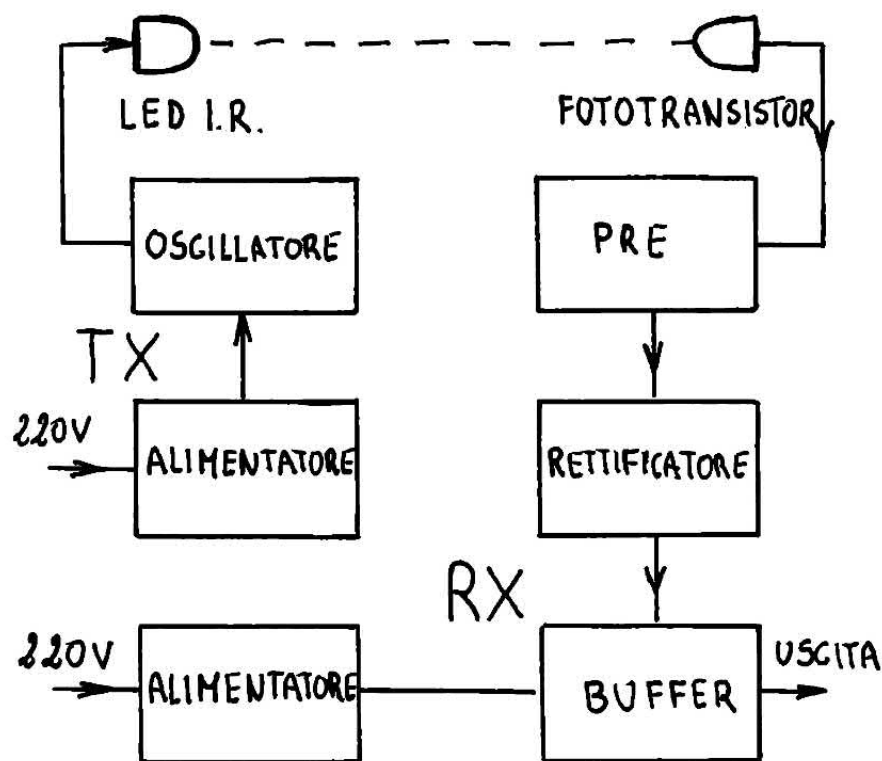 LED I.R.
FOTOTRANSISTOR
OSCILLATORE
PRE
TX
220V
ALIMENTATORE
RETTIFICATORE
RX
220V
ALIMENTATORE
BUFFER
USCITA